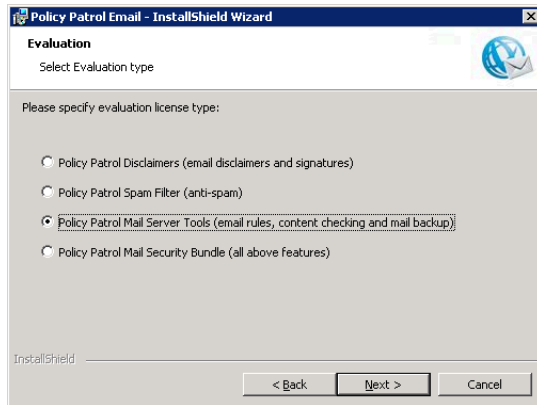 Policy Patrol Email - InstallShield Wizard
Evaluation
Select Evaluation type
Please specify evaluation license type:
Policy Patrol Disclaimers (email disclaimers and signatures)
Policy Patrol Spam Filter (anti-spam)
Policy Patrol Mail Server Tools (email rules, content checking and mail backup)
Policy Patrol Mail Security Bundle (all above features)
InstallShield
< Back Next > Cancel